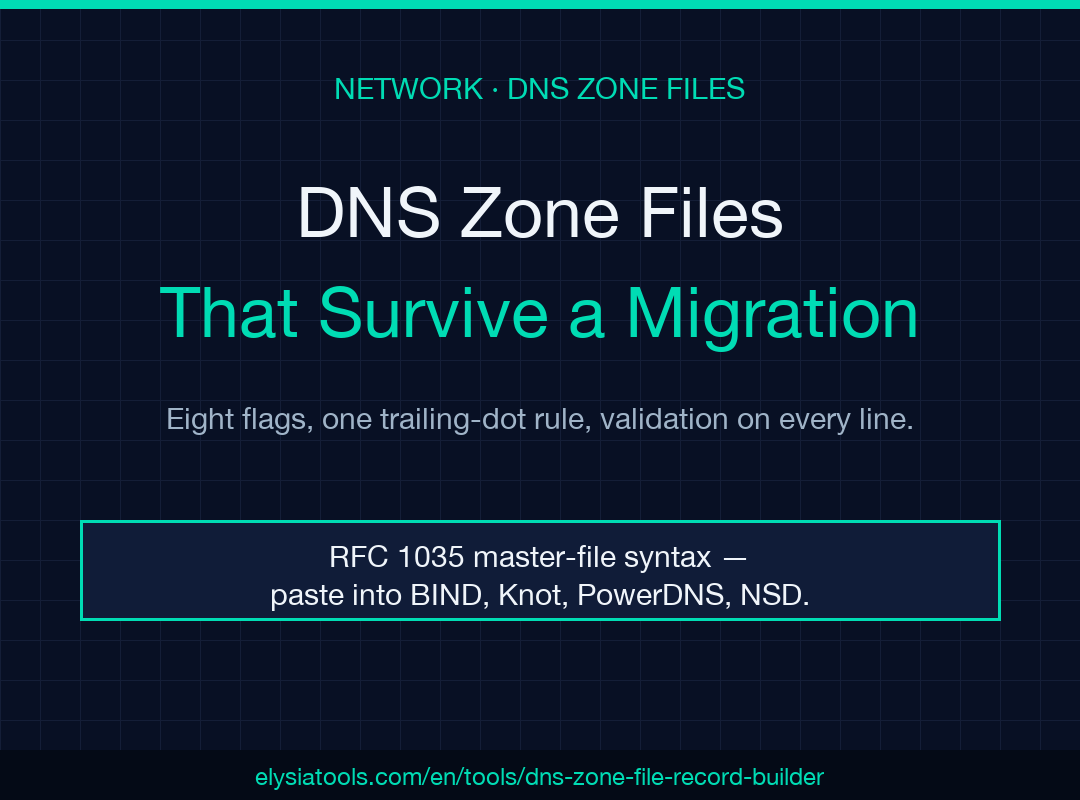 NETWORK · DNS ZONE FILES
DNS Zone Files
That Survive a Migration
Eight flags, one trailing-dot rule, validation on every line.
RFC 1035 master-file syntax —
paste into BIND, Knot, PowerDNS, NSD.
elysiatools.com/en/tools/dns-zone-file-record-builder